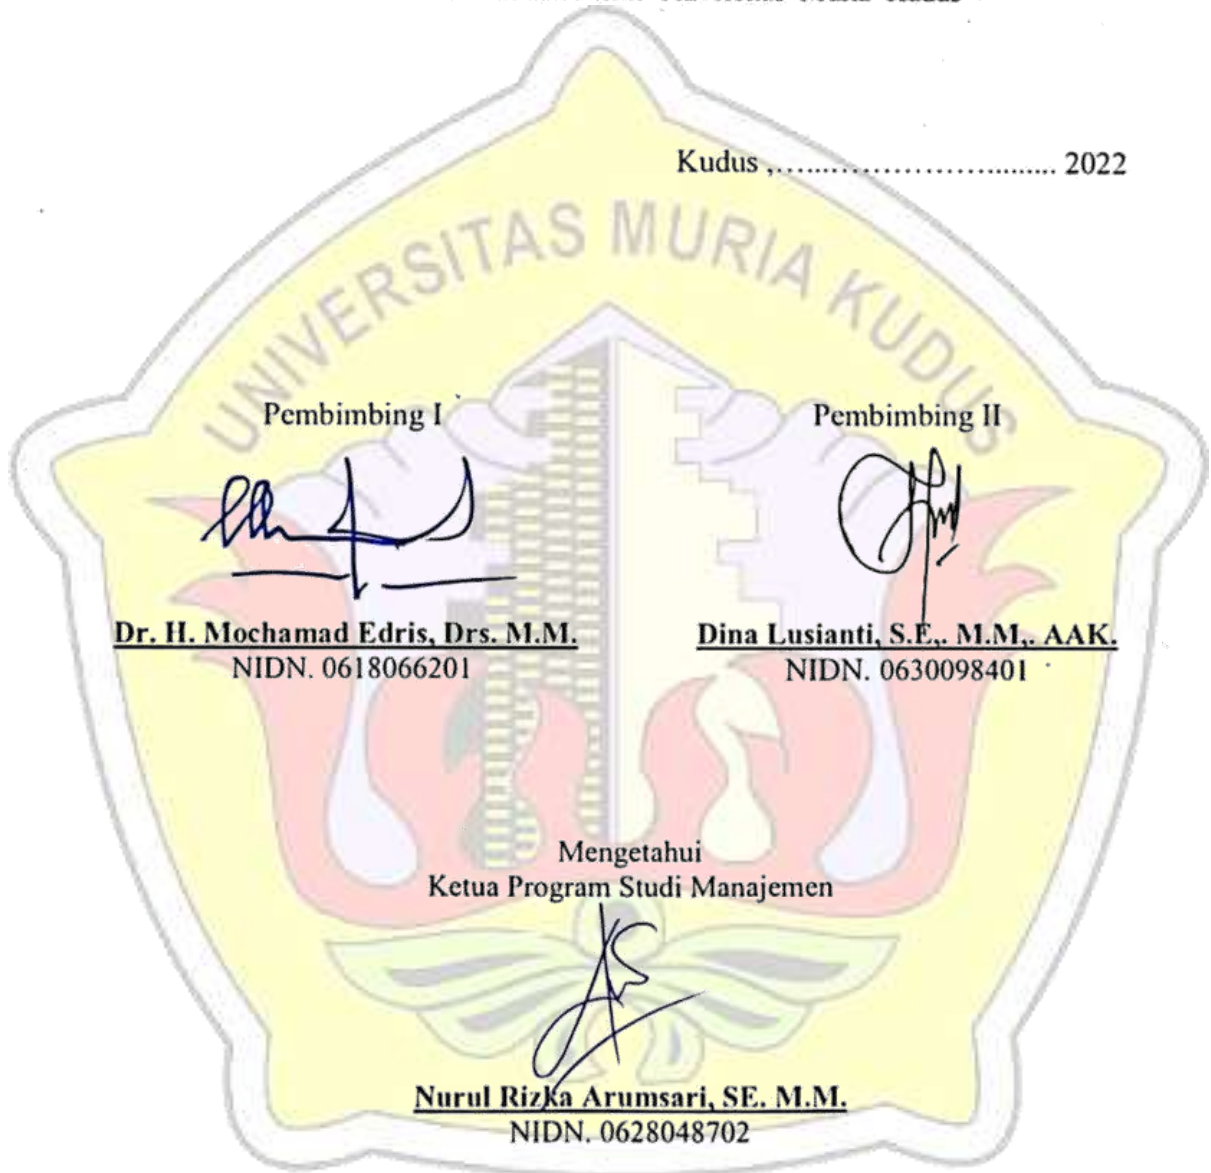 Kudus ,............................ 2022
UNIVERSITAS MURIA KUDUS
Pembimbing I
Pembimbing II
Dr. H. Mochamad Edris, Drs. M.M.
Dina Lusianti, S.E,. M.M,. AAK.
NIDN. 0618066201
NIDN. 0630098401
Mengetahui
Ketua Program Studi Manajemen
Nurul Rizka Arumsari, SE. M.M.
NIDN. 0628048702